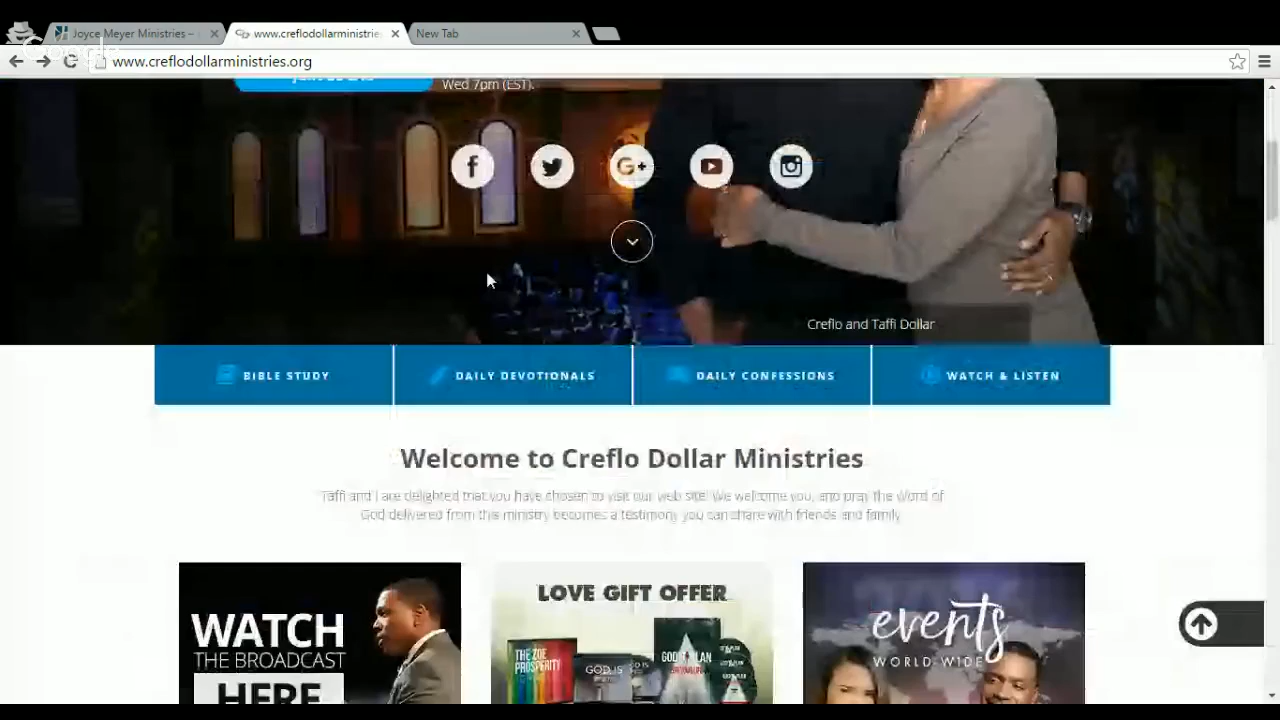 Joyce Meyer Ministries –
www.creflodollarministrie
New Tab
Google
www.creflodollarministries.org
Wed 7pm (EST).
f
G+
Creflo and Taffi Dollar
BIBLE STUDY
DAILY DEVOTIONALS
DAILY CONFESSIONS
WATCH & LISTEN
Welcome to Creflo Dollar Ministries
Taffi and I are delighted that you have chosen to visit our web site. We welcome you, and pray the Word of
God delivered from this ministry becomes a testimony you can share with friends and family.
WATCH
THE BROADCAST
HERE
LOVE GIFT OFFER
THE ZOE
PROSPERITY
GOD IS
GOD'S PLAN
events
WORLD-WIDE